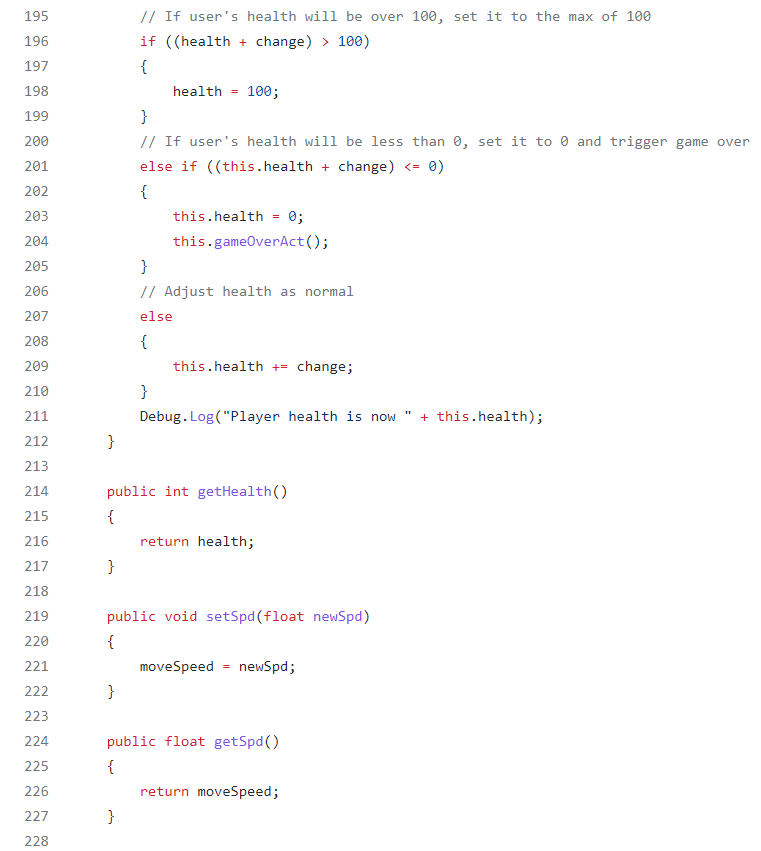 195 // If user's health will be over 100, set it to the max of 100
196 if ((health + change) > 100)
197 {
198 health = 100;
199 }
200 // If user's health will be less than 0, set it to 0 and trigger game over
201 else if ((this.health + change) <= 0)
202 {
203 this.health = 0;
204 this.gameOverAct();
205 }
206 // Adjust health as normal
207 else
208 {
209 this.health += change;
210 }
211 Debug.Log("Player health is now " + this.health);
212 }
213
214 public int getHealth()
215 {
216 return health;
217 }
218
219 public void setSpd(float newSpd)
220 {
221 moveSpeed = newSpd;
222 }
223
224 public float getSpd()
225 {
226 return moveSpeed;
227 }
228